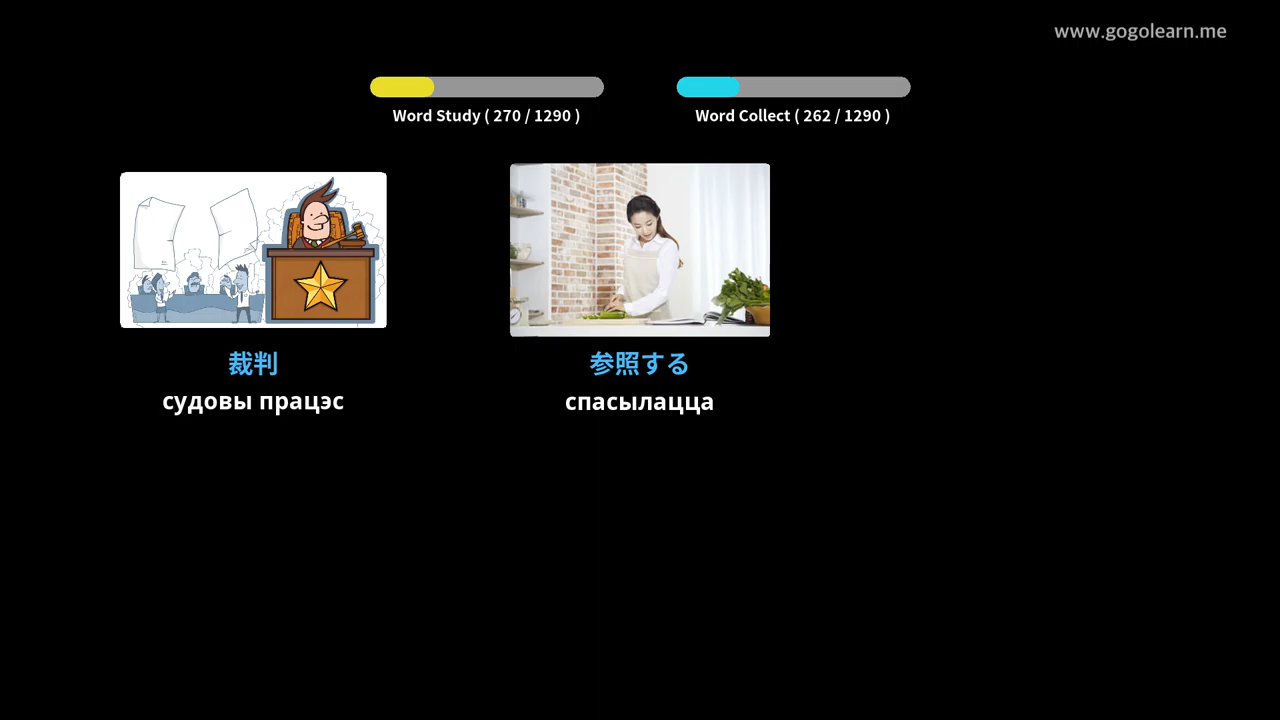 www.gogolearn.me
Word Study ( 270 / 1290 )
Word Collect ( 262 / 1290 )
裁判
судовы працэс
参照する
спасылацца